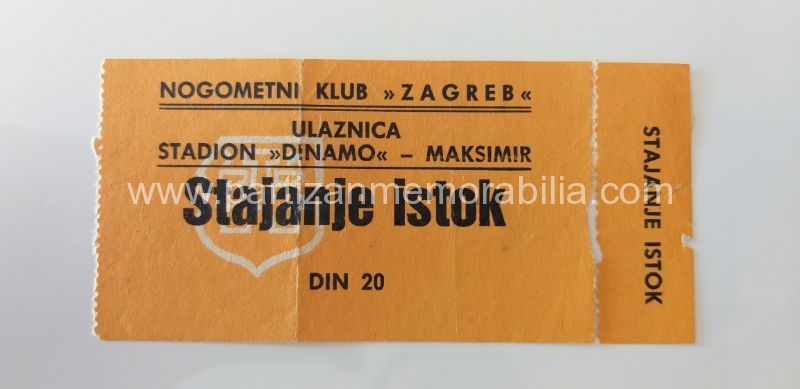 NOGOMETNI KLUB »ZAGREB«
ULAZNICA
STADION »DINAMO« – MAKSIMIR
www.partizanmemorabilia.com
Stajanje istok
DIN 20
STAJANJE ISTOK